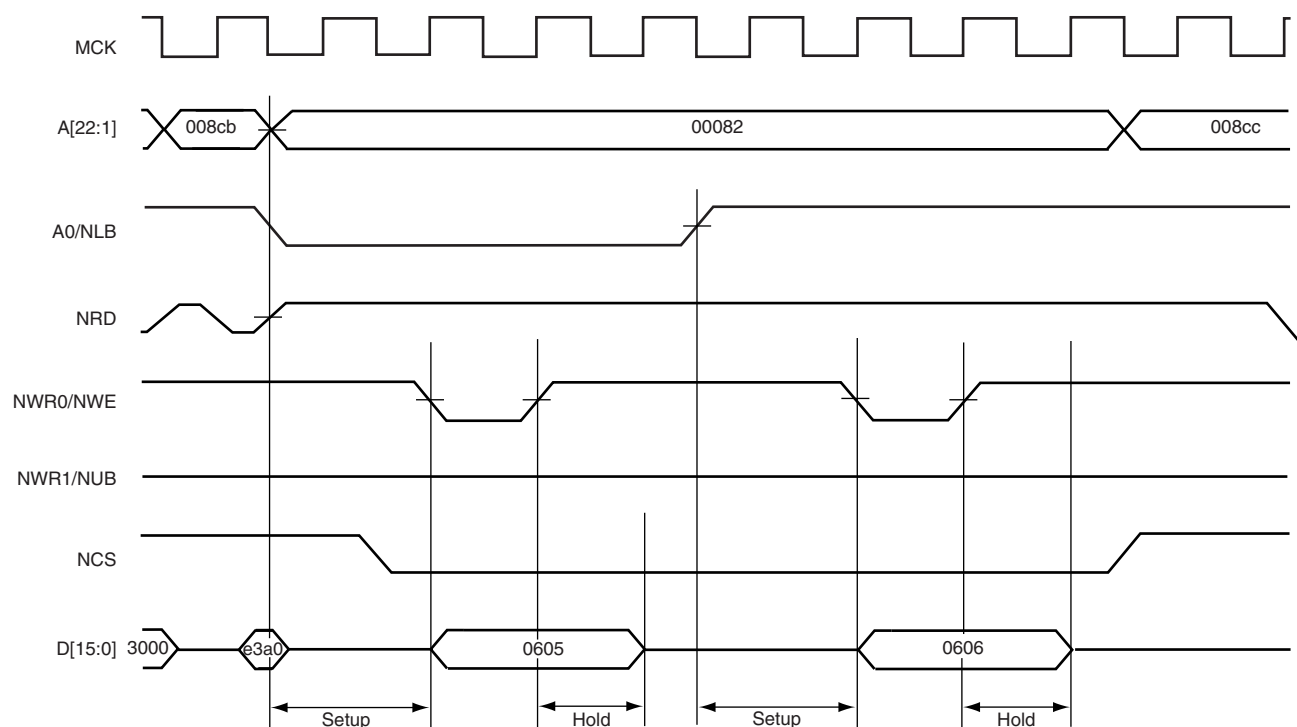 MCK
A[22:1] 008cb 00082 008cc
A0/NLB
NRD
NWR0/NWE
NWR1/NUB
NCS
D[15:0] 3000 e3a0 0605 0606
Setup Hold Setup Hold